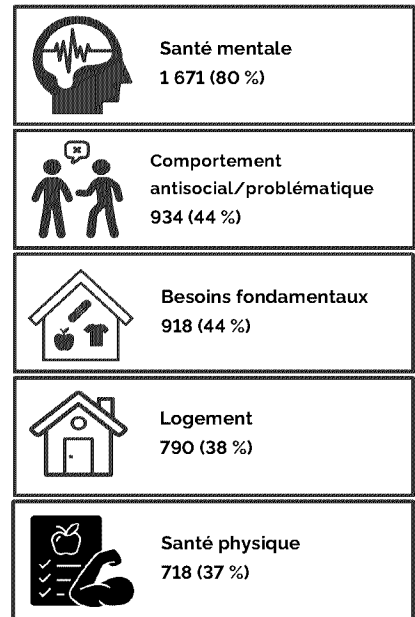 Santé mentale
1 671 (80 %)
Comportement
antisocial/problématique
934 (44 %)
Besoins fondamentaux
918 (44 %)
Logement
790 (38 %)
Santé physique
718 (37 %)